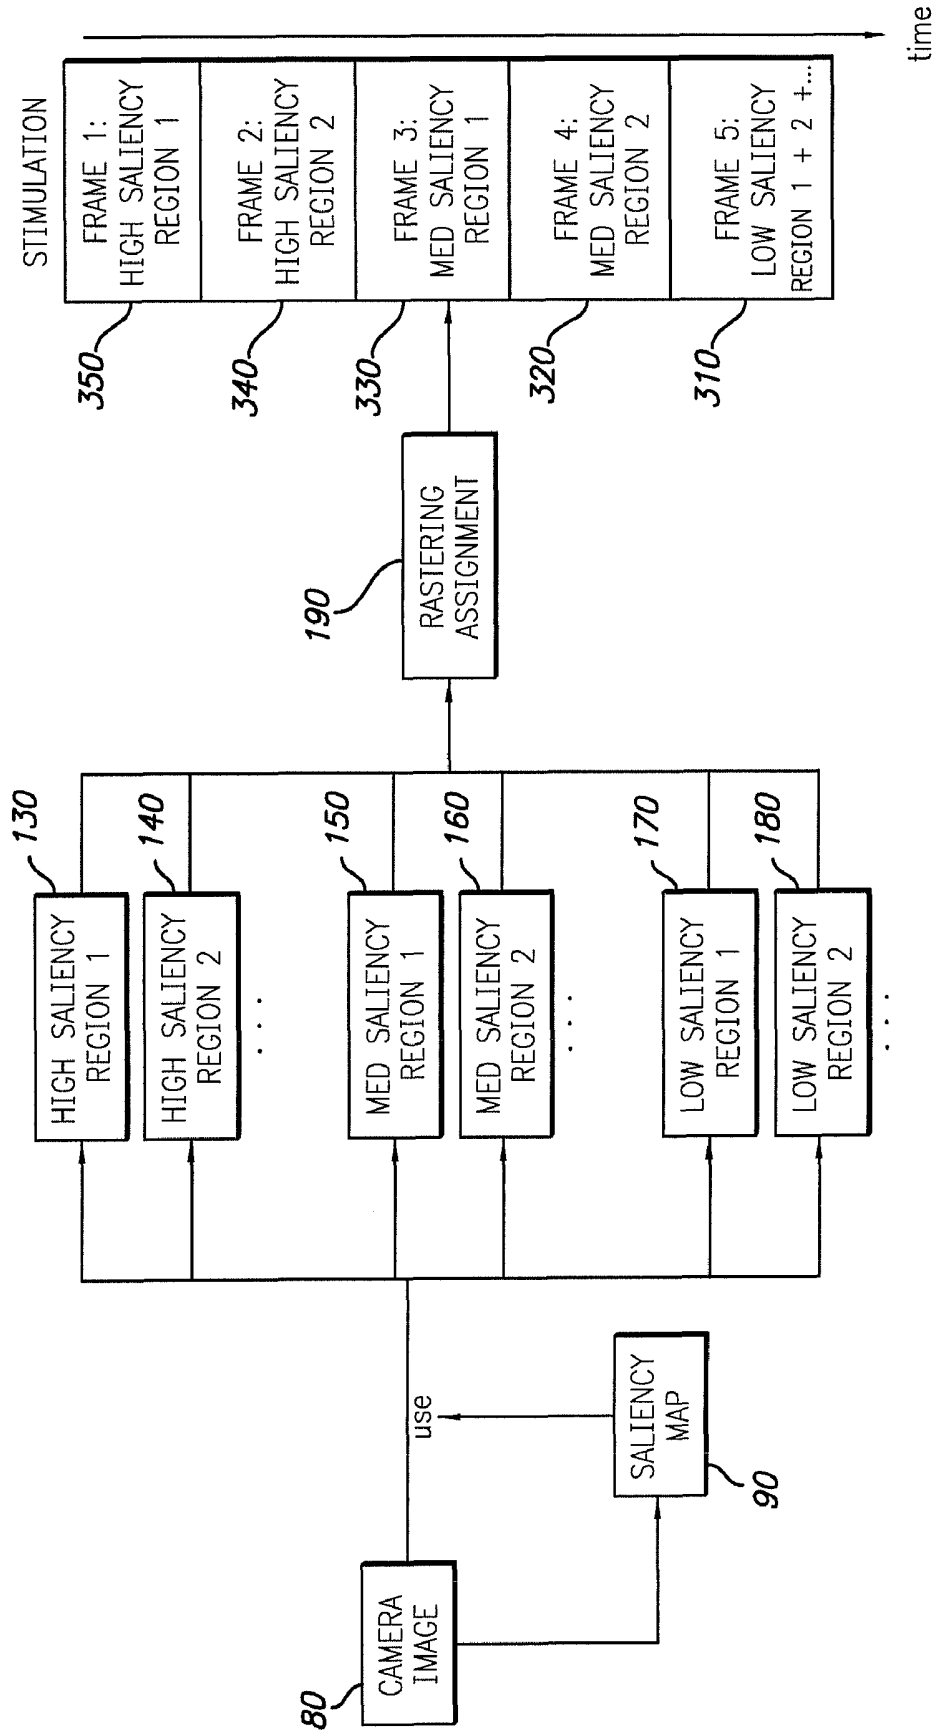 80
CAMERA
IMAGE
SALIENCY
MAP
90
use
130
HIGH SALIENCY
REGION 1
140
HIGH SALIENCY
REGION 2
...
150
MED SALIENCY
REGION 1
160
MED SALIENCY
REGION 2
...
170
LOW SALIENCY
REGION 1
180
LOW SALIENCY
REGION 2
...
190
RASTERING
ASSIGNMENT
STIMULATION
350
FRAME 1:
HIGH SALIENCY
REGION 1
340
FRAME 2:
HIGH SALIENCY
REGION 2
330
FRAME 3:
MED SALIENCY
REGION 1
320
FRAME 4:
MED SALIENCY
REGION 2
310
FRAME 5:
LOW SALIENCY
REGION 1 + 2 +...
time